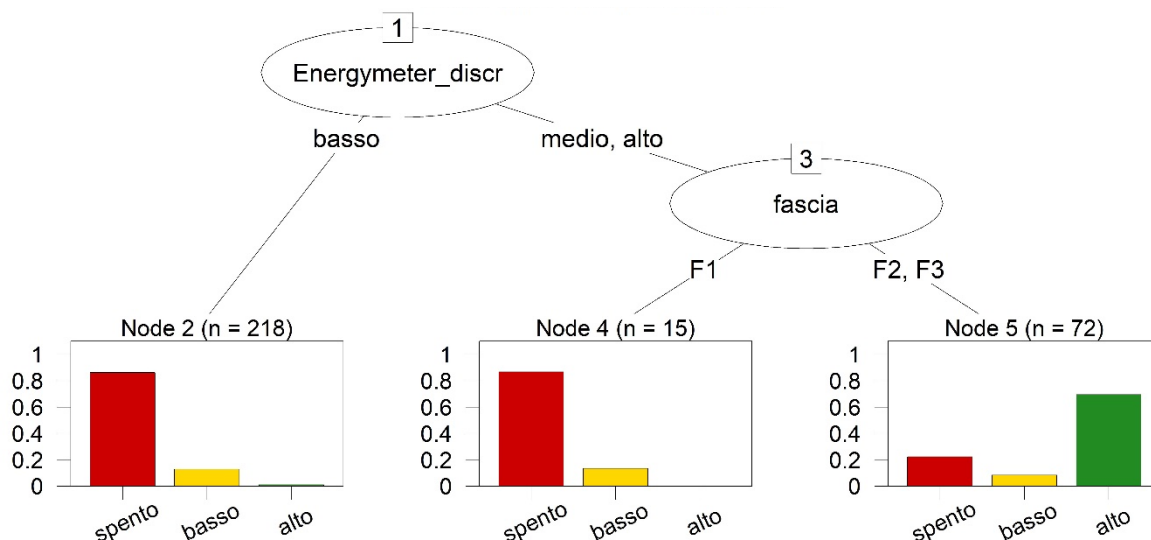 1
Energymeter_discr
basso
medio, alto
3
fascia
F1
F2, F3
Node 2 (n = 218)
1
0.8
0.6
0.4
0.2
0
spento
basso
alto
Node 4 (n = 15)
1
0.8
0.6
0.4
0.2
0
spento
basso
alto
Node 5 (n = 72)
1
0.8
0.6
0.4
0.2
0
spento
basso
alto